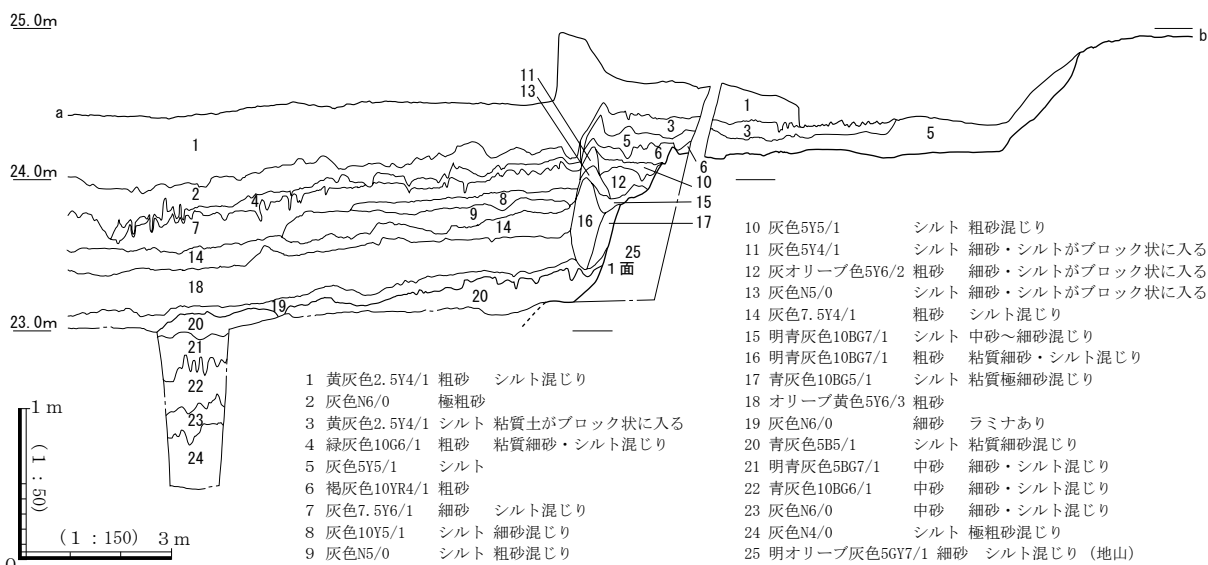 25.0m
b
11
13
a
1
3
1
3
5
5
6
6
1
24.0m
2
4
8
12
10
7
9
15
14
16
17
14
25
1面
18
20
19
23.0m
20
21
22
23
24
1 m
(1:50)
(1:150) 3 m
0
1 黄灰色2.5Y4/1 粗砂 シルト混じり
2 灰色N6/0 極粗砂
3 黄灰色2.5Y4/1 シルト 粘質土がブロック状に入る
4 緑灰色10G6/1 粗砂 粘質細砂・シルト混じり
5 灰色5Y5/1 シルト
6 褐灰色10YR4/1 粗砂
7 灰色7.5Y6/1 細砂 シルト混じり
8 灰色10Y5/1 シルト 細砂混じり
9 灰色N5/0 シルト 粗砂混じり
10 灰色5Y5/1 シルト 粗砂混じり
11 灰色5Y4/1 シルト 細砂・シルトがブロック状に入る
12 灰オリーブ色5Y6/2 粗砂 細砂・シルトがブロック状に入る
13 灰色N5/0 シルト 細砂・シルトがブロック状に入る
14 灰色7.5Y4/1 粗砂 シルト混じり
15 明青灰色10BG7/1 シルト 中砂～細砂混じり
16 明青灰色10BG7/1 粗砂 粘質細砂・シルト混じり
17 青灰色10BG5/1 シルト 粘質極細砂混じり
18 オリーブ黄色5Y6/3 粗砂
19 灰色N6/0 細砂 ラミナあり
20 青灰色5B5/1 シルト 粘質細砂混じり
21 明青灰色5BG7/1 中砂 細砂・シルト混じり
22 青灰色10BG6/1 中砂 細砂・シルト混じり
23 灰色N6/0 中砂 細砂・シルト混じり
24 灰色N4/0 シルト 極粗砂混じり
25 明オリーブ灰色5GY7/1 細砂 シルト混じり (地山)